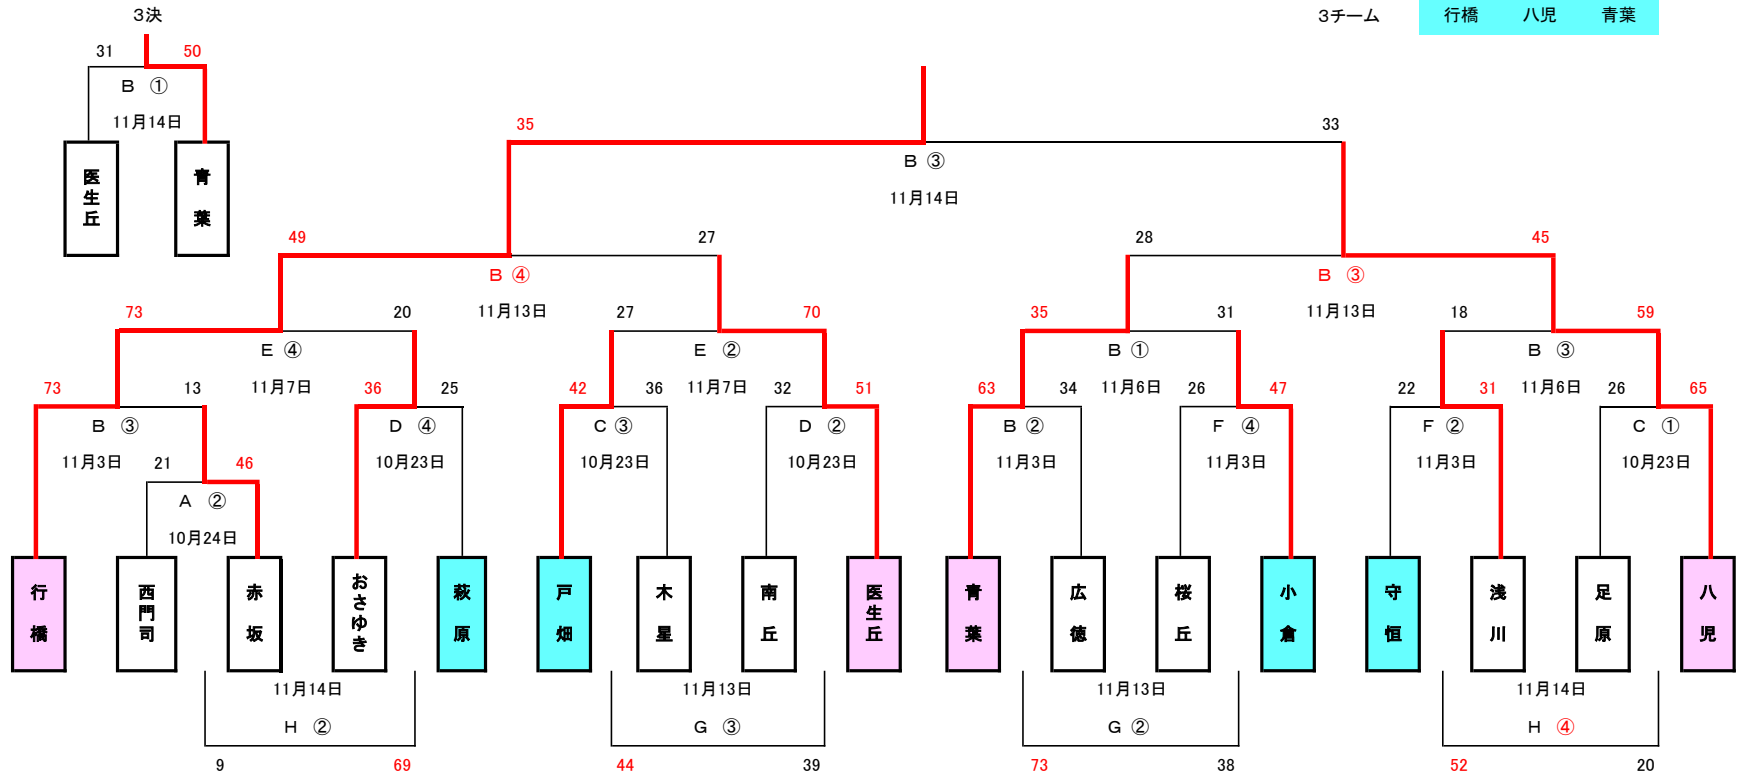 3決
3チーム 行橋 八児 青葉
31 50
B ①
11月14日
医生丘 青葉
35 33
B ③
11月14日
49 27 28 45
B ④ B ③
11月13日 11月13日
73 20 27 70 35 31 18 59
E ④ E ② B ① B ③
11月7日 11月7日 11月6日 11月6日
73 13 36 25 42 36 32 51 63 34 26 47 22 31 26 65
B ③ D ④ C ③ D ② B ② F ④ F ② C ①
11月3日 10月23日 10月23日 10月23日 11月3日 11月3日 11月3日 10月23日
21 46
A ②
10月24日
行橋 西門司 赤坂 おさゆき 萩原 戸畑 木星 南丘 医生丘 青葉 広徳 桜丘 小倉 守恒 浅川 足原 八児
11月14日 11月13日 11月13日 11月14日
H ② G ③ G ② H ④
9 69 44 39 73 38 52 20